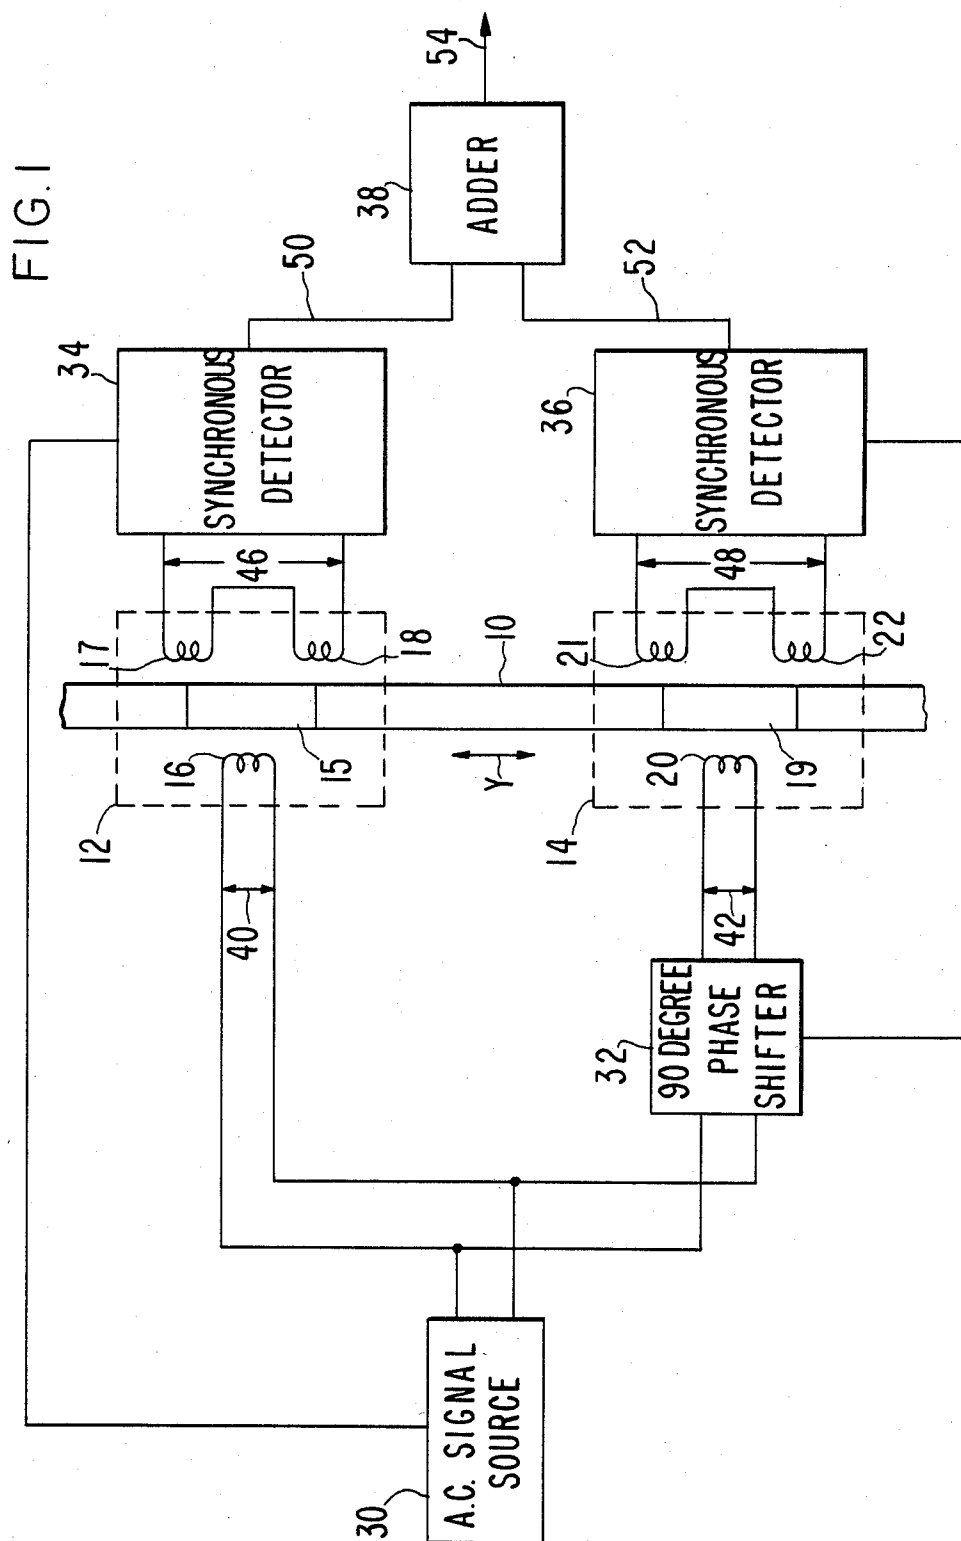 FIG.1
34
SYNCHRONOUS
DETECTOR
50
38
ADDER
54
52
36
SYNCHRONOUS
DETECTOR
46
48
17
18
10
21
22
12
16
15
Y
14
20
19
40
42
32
90 DEGREE
PHASE
SHIFTER
30
A.C. SIGNAL
SOURCE